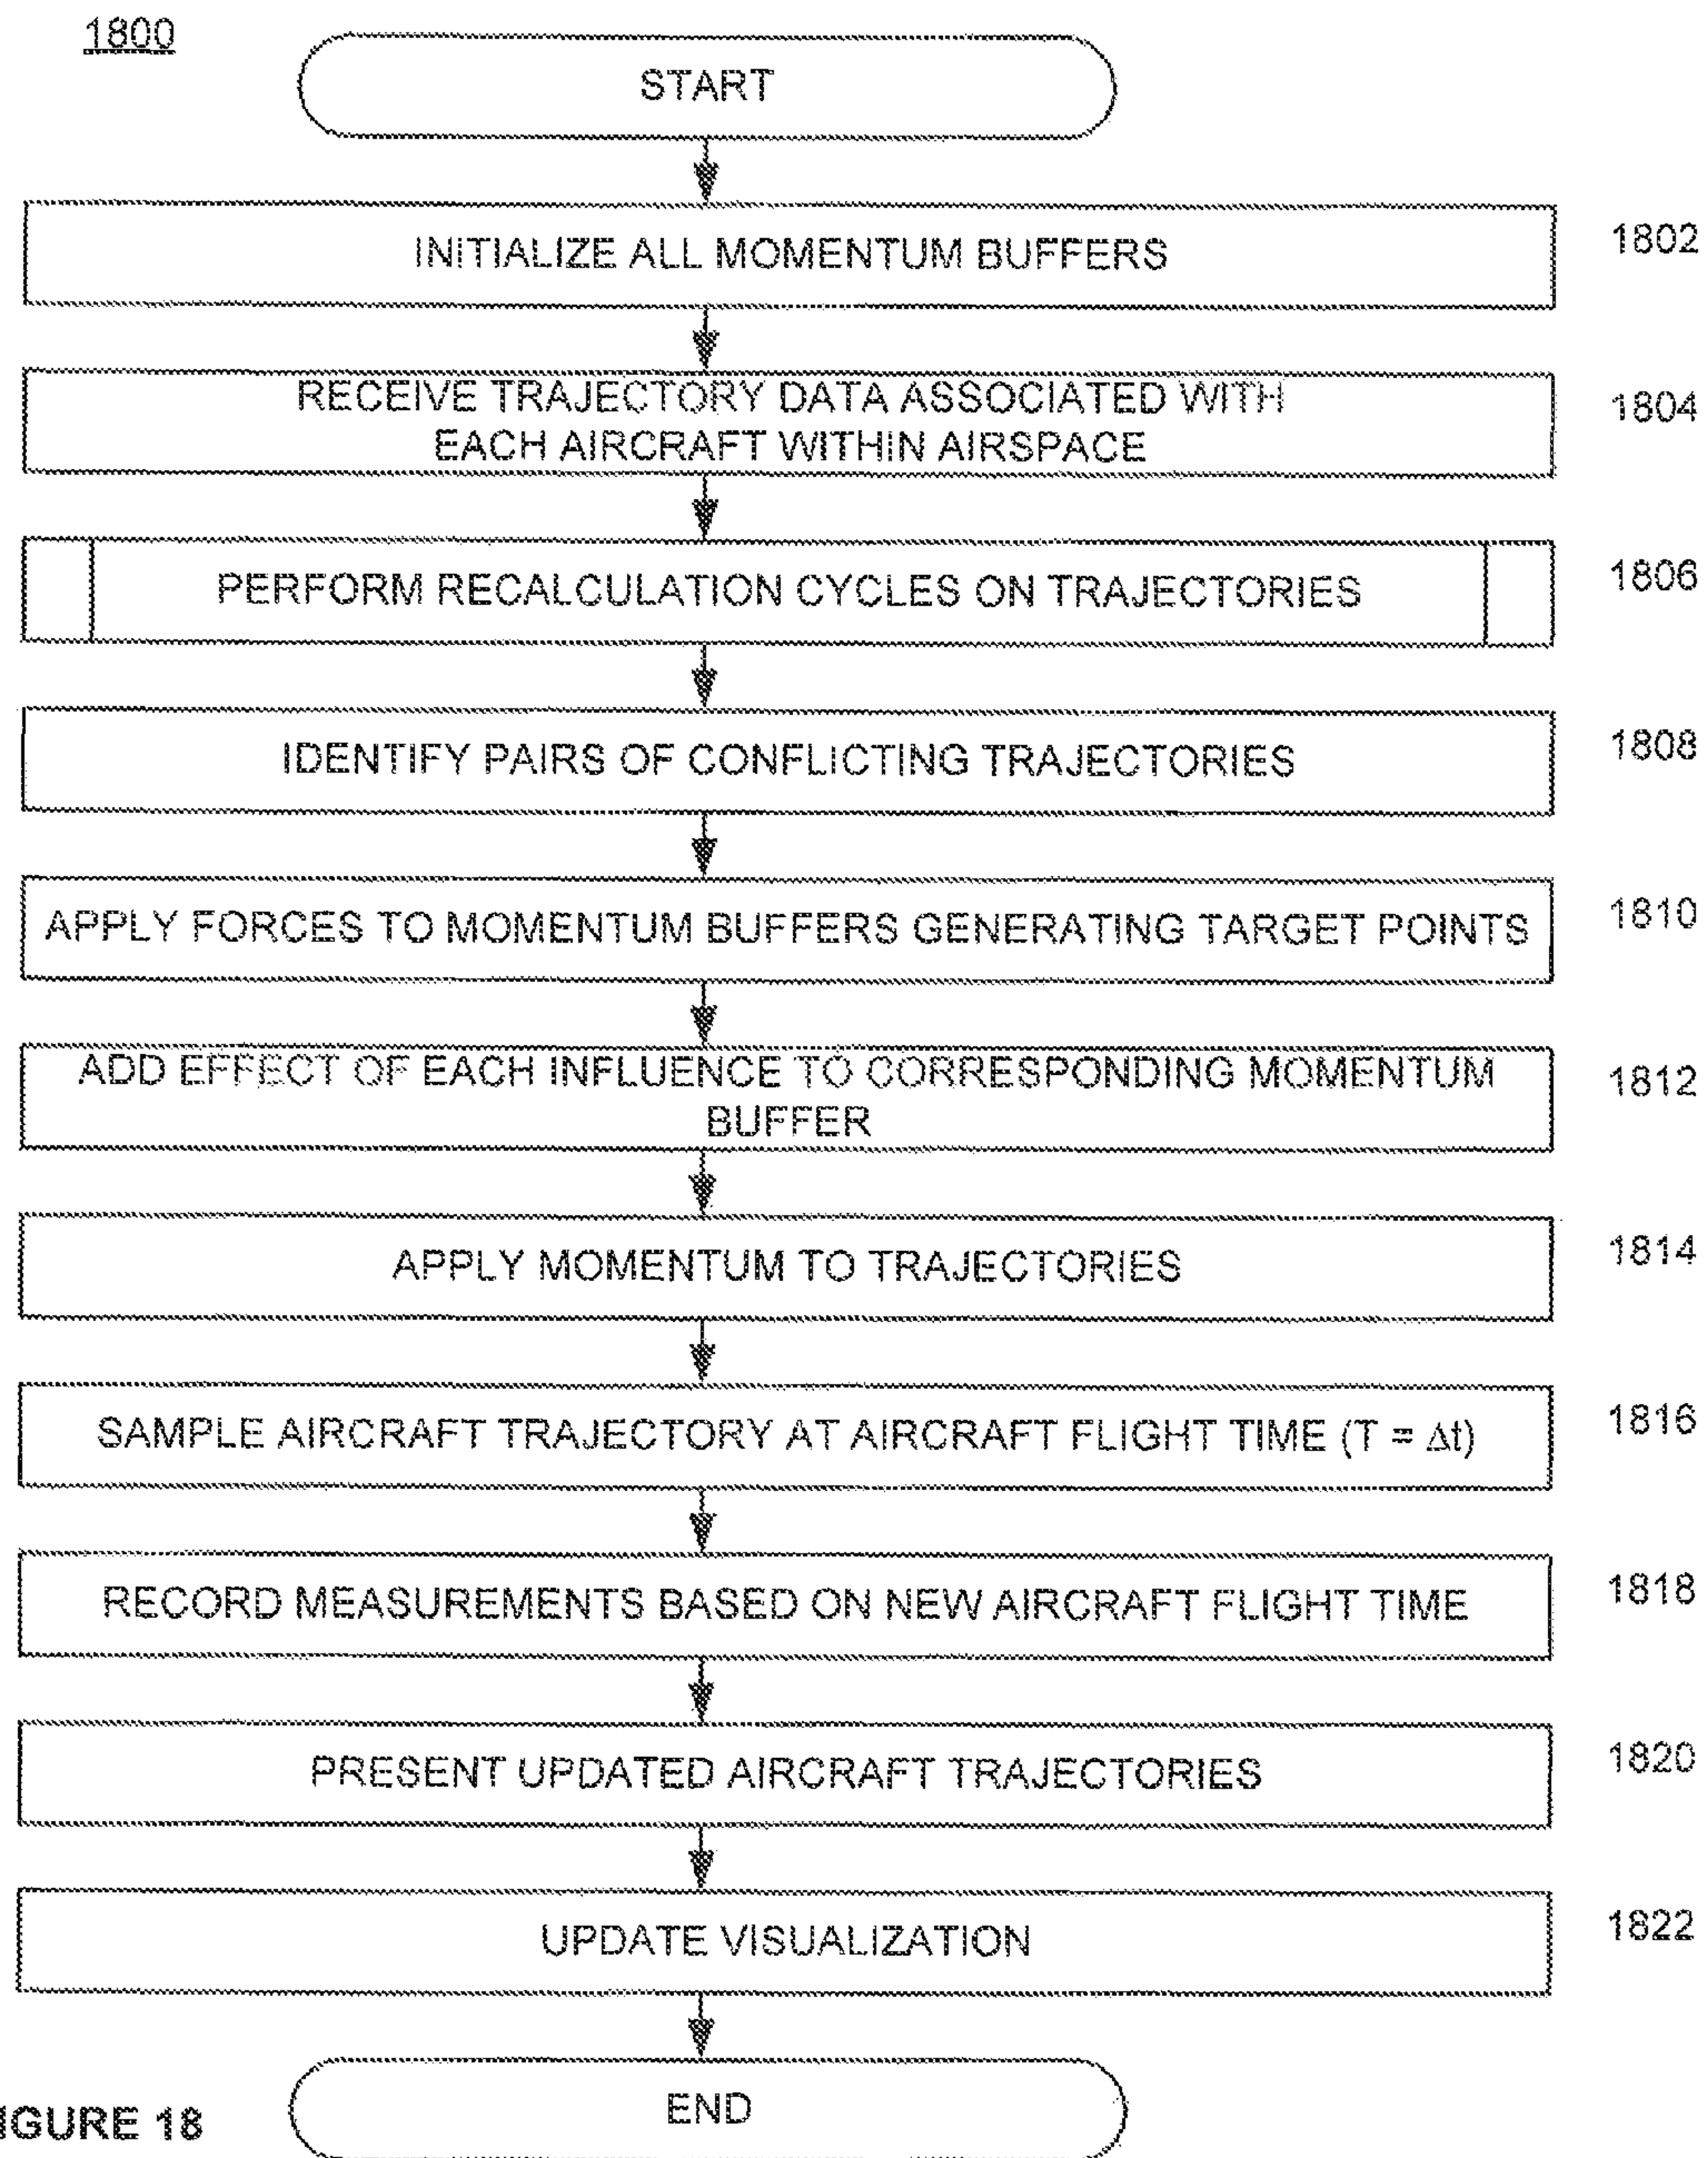 1800
START
INITIALIZE ALL MOMENTUM BUFFERS
1802
RECEIVE TRAJECTORY DATA ASSOCIATED WITH
EACH AIRCRAFT WITHIN AIRSPACE
1804
PERFORM RECALCULATION CYCLES ON TRAJECTORIES
1806
IDENTIFY PAIRS OF CONFLICTING TRAJECTORIES
1808
APPLY FORCES TO MOMENTUM BUFFERS GENERATING TARGET POINTS
1810
ADD EFFECT OF EACH INFLUENCE TO CORRESPONDING MOMENTUM
BUFFER
1812
APPLY MOMENTUM TO TRAJECTORIES
1814
SAMPLE AIRCRAFT TRAJECTORY AT AIRCRAFT FLIGHT TIME (T = Δt)
1816
RECORD MEASUREMENTS BASED ON NEW AIRCRAFT FLIGHT TIME
1818
PRESENT UPDATED AIRCRAFT TRAJECTORIES
1820
UPDATE VISUALIZATION
1822
END
IGURE 18